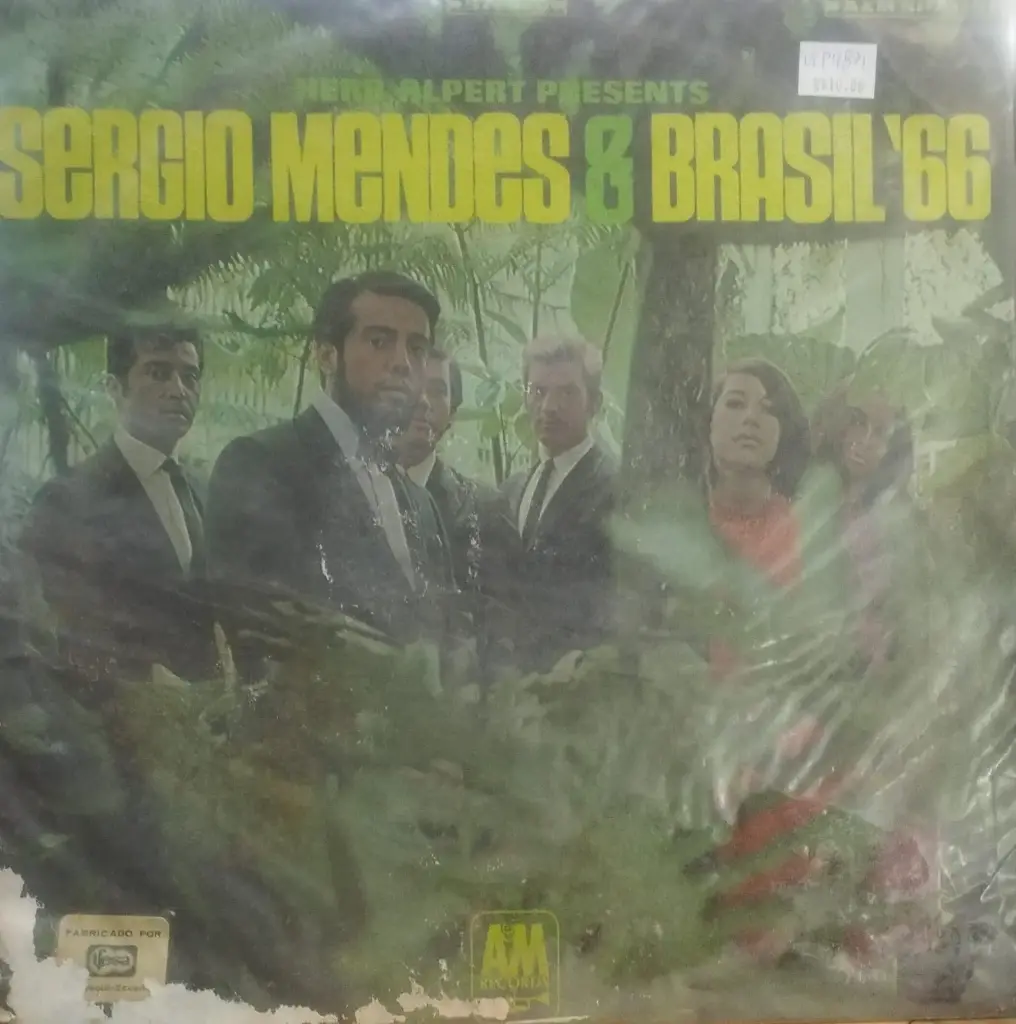 HERB ALPERT PRESENTS
SERGIO MENDES & BRASIL '66
FABRICADO POR
A&M
RECORDS